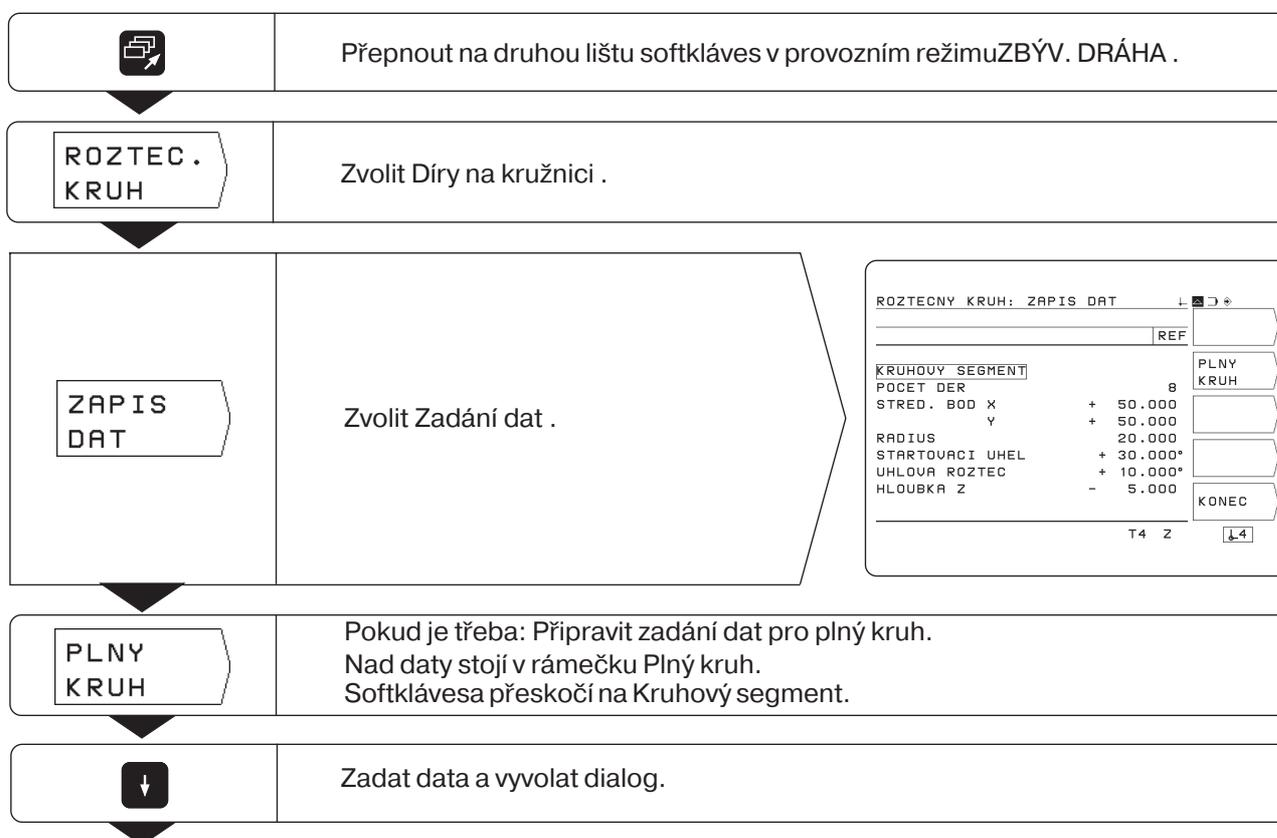 Přepnout na druhou lištu softkláves v provozním režimuZBÝV. DRÁHA .
ROZTEC.
KRUH
Zvolit Díry na kružnici .
ZAPIS
DAT
Zvolit Zadání dat .
ROZTECNY KRUH: ZAPIS DAT
REF
KRUHOVY SEGMENT
POCET DER 8
STRED. BOD X + 50.000
Y + 50.000
RADIUS 20.000
STARTOVACI UHEL + 30.000°
UHLOVA ROZTEC + 10.000°
HLOUBKA Z - 5.000
T4 Z
PLNY
KRUH
KONEC
4
PLNY
KRUH
Pokud je třeba: Připravit zadání dat pro plný kruh.
Nad daty stojí v rámečku Plný kruh.
Softklávesa přeskočí na Kruhový segment.
Zadat data a vyvolat dialog.